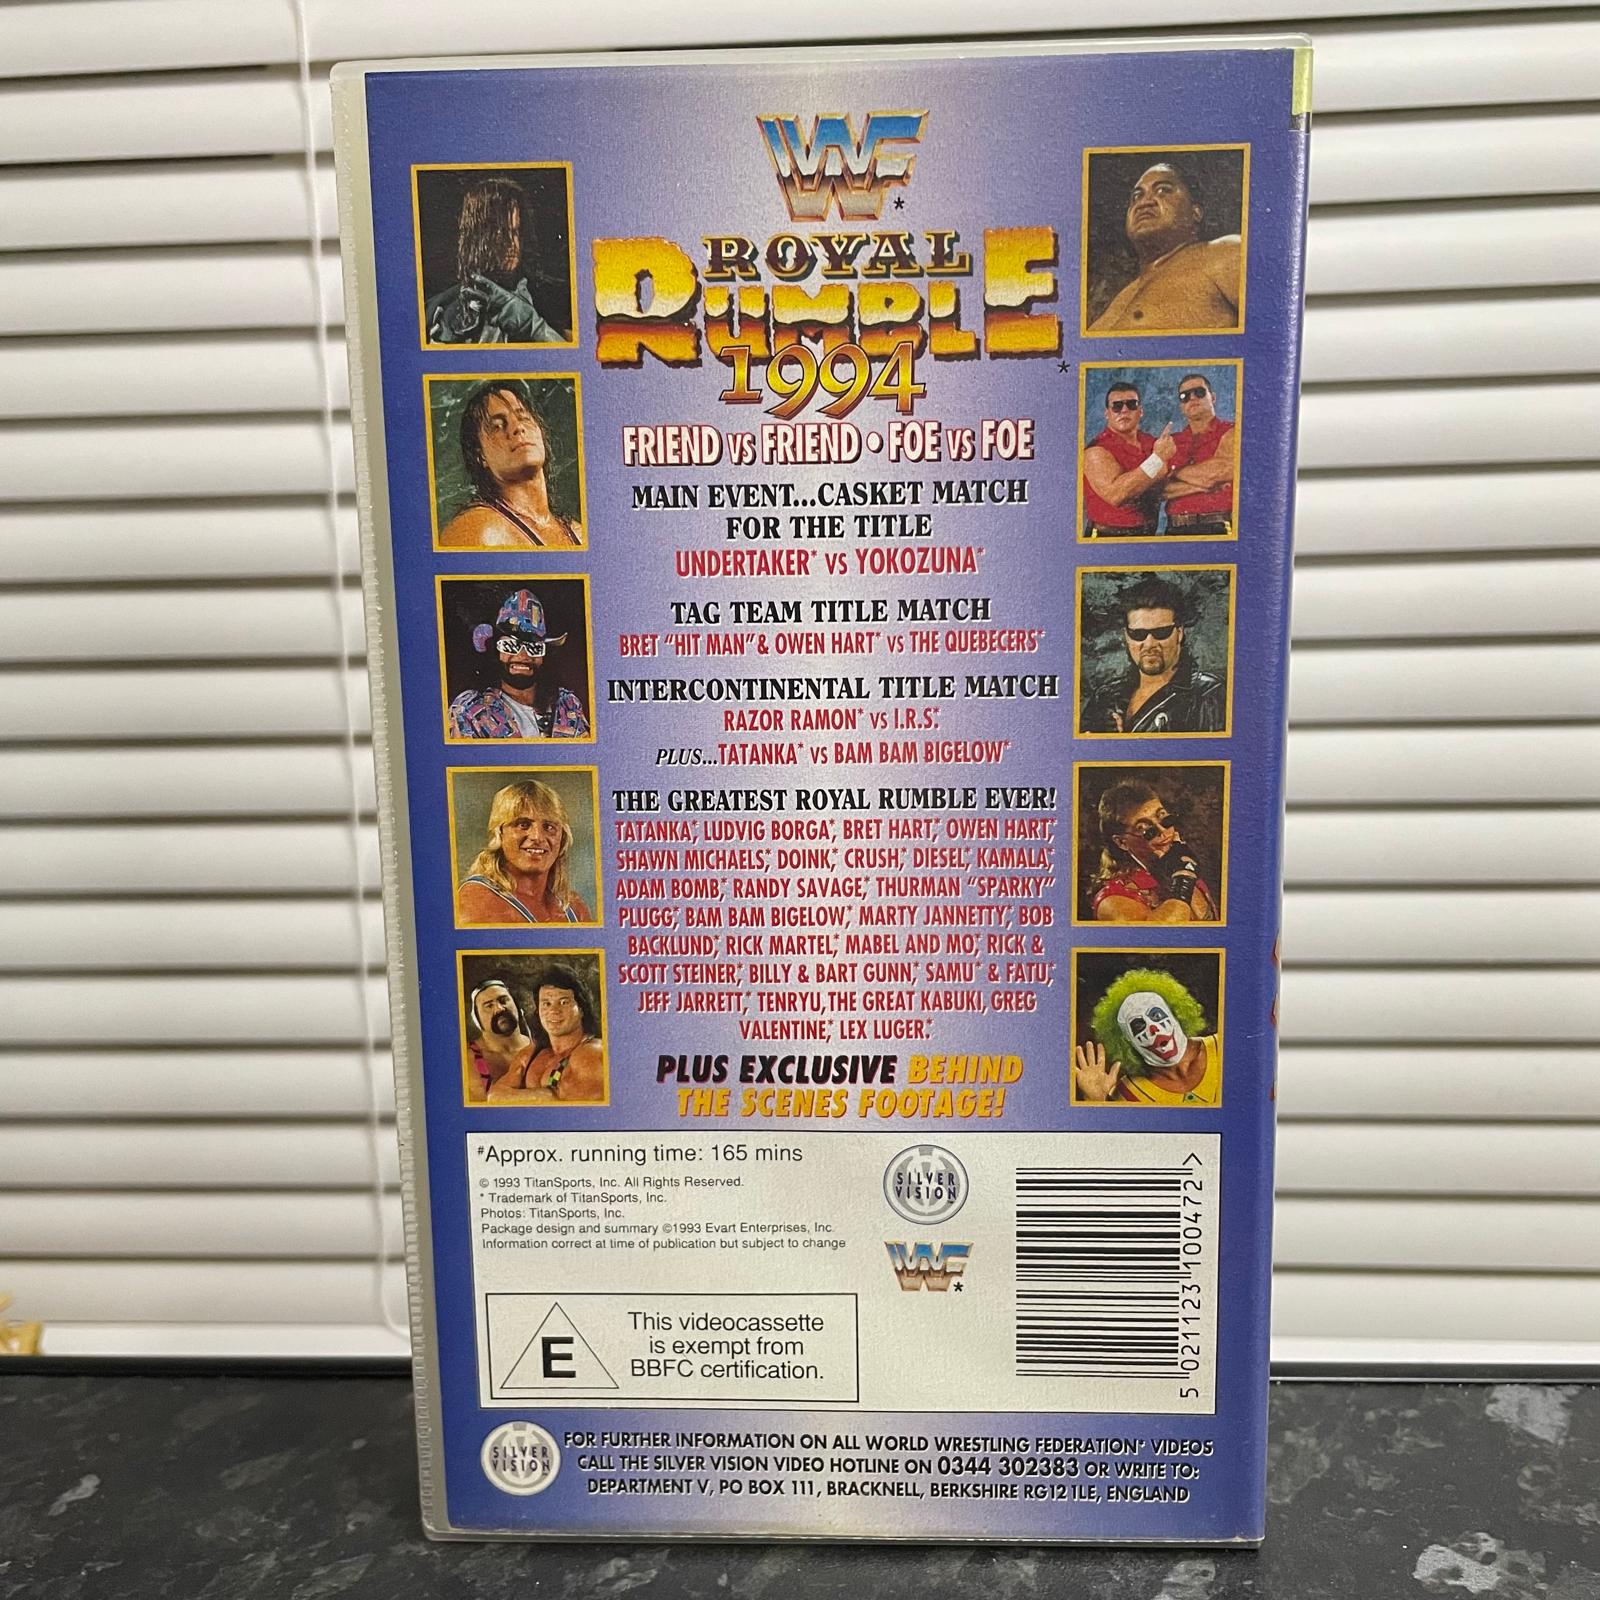 WWF*
ROYAL
RUMBLE*
1994
FRIEND vs FRIEND • FOE vs FOE
MAIN EVENT...CASKET MATCH
FOR THE TITLE
UNDERTAKER* vs YOKOZUNA*
TAG TEAM TITLE MATCH
BRET "HIT MAN" & OWEN HART* vs THE QUEBECERS*
INTERCONTINENTAL TITLE MATCH
RAZOR RAMON* vs I.R.S.*
PLUS...TATANKA* vs BAM BAM BIGELOW*
THE GREATEST ROYAL RUMBLE EVER!
TATANKA,* LUDVIG BORGA,* BRET HART,* OWEN HART,*
SHAWN MICHAELS,* DOINK,* CRUSH,* DIESEL,* KAMALA,*
ADAM BOMB,* RANDY SAVAGE,* THURMAN "SPARKY"
PLUGG,* BAM BAM BIGELOW,* MARTY JANNETTY,* BOB
BACKLUND,* RICK MARTEL,* MABEL AND MO,* RICK &
SCOTT STEINER,* BILLY & BART GUNN,* SAMU* & FATU,*
JEFF JARRETT,* TENRYU, THE GREAT KABUKI, GREG
VALENTINE,* LEX LUGER.*
PLUS EXCLUSIVE BEHIND
THE SCENES FOOTAGE!
#Approx. running time: 165 mins
© 1993 TitanSports, Inc. All Rights Reserved.
* Trademark of TitanSports, Inc.
Photos: TitanSports, Inc.
Package design and summary ©1993 Evart Enterprises, Inc.
Information correct at time of publication but subject to change
SILVER
VISION™
WWF*
E
This videocassette
is exempt from
BBFC certification.
5 021123 100472 >
SILVER
VISION™
FOR FURTHER INFORMATION ON ALL WORLD WRESTLING FEDERATION* VIDEOS
CALL THE SILVER VISION VIDEO HOTLINE ON 0344 302383 OR WRITE TO:
DEPARTMENT V, PO BOX 111, BRACKNELL, BERKSHIRE RG12 1LE, ENGLAND